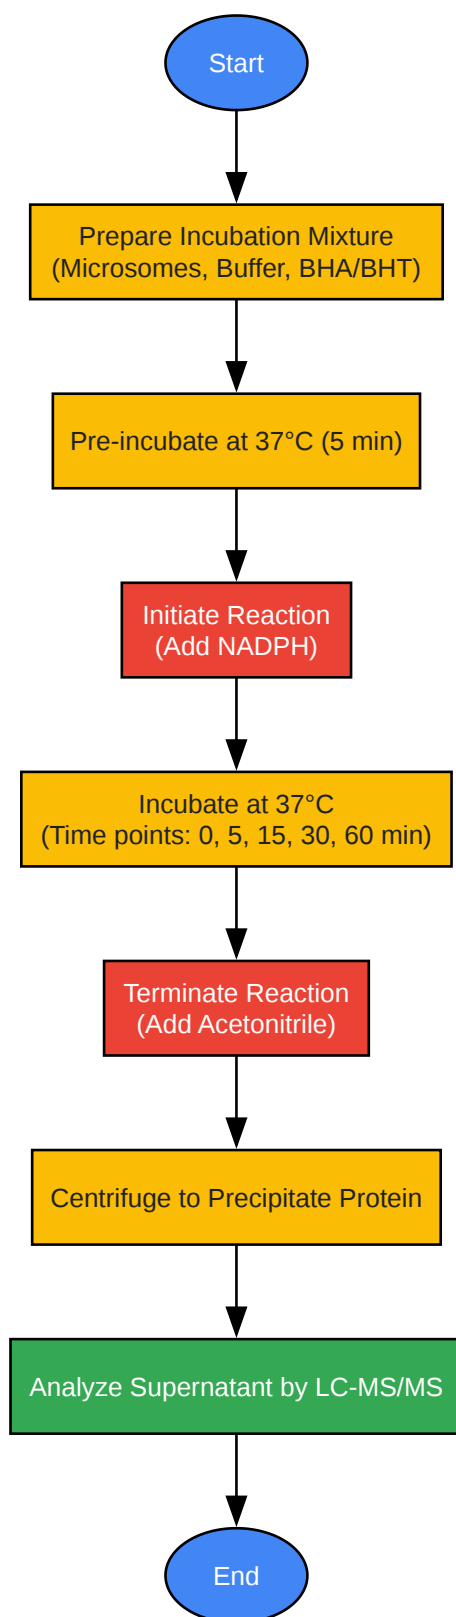 Start
Prepare Incubation Mixture
(Microsomes, Buffer, BHA/BHT)
Pre-incubate at 37°C (5 min)
Initiate Reaction
(Add NADPH)
Incubate at 37°C
(Time points: 0, 5, 15, 30, 60 min)
Terminate Reaction
(Add Acetonitrile)
Centrifuge to Precipitate Protein
Analyze Supernatant by LC-MS/MS
End